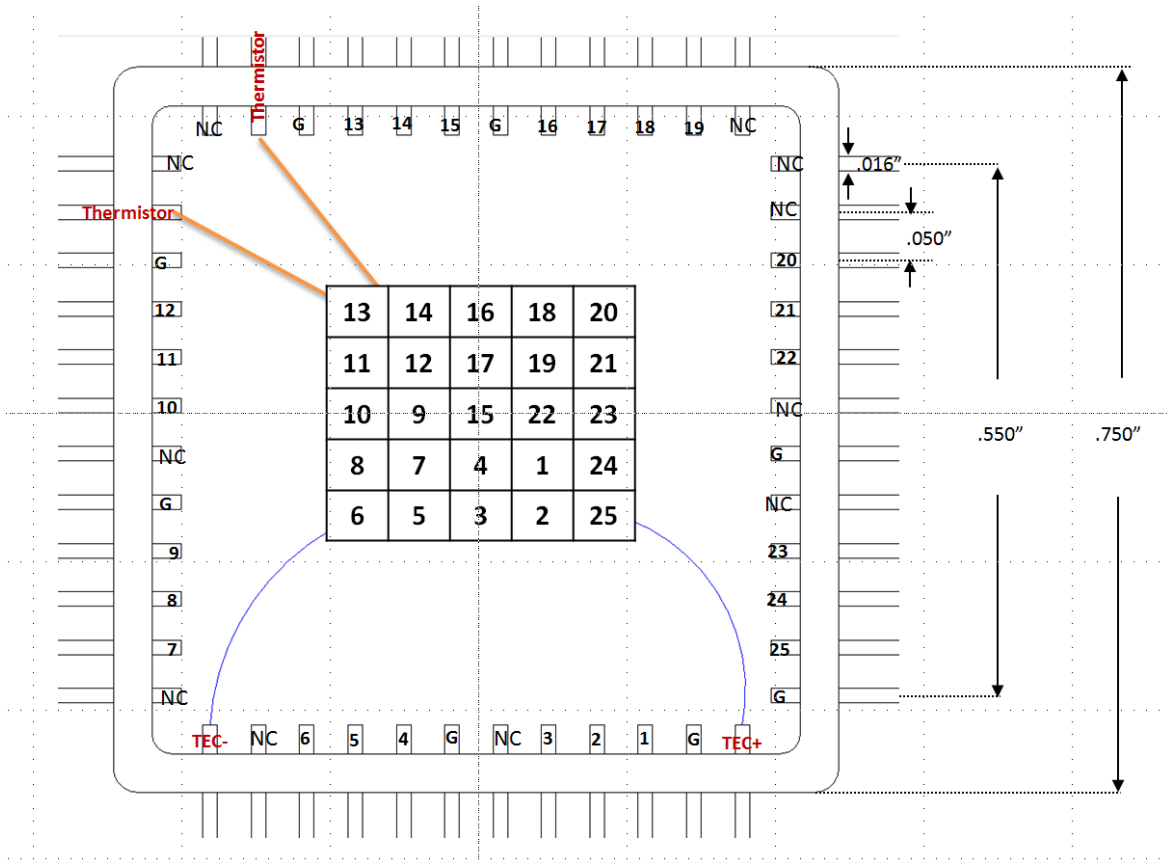 Thermistor
NC G 13 14 15 G 16 17 18 19 NC
NC NC
.016”
Thermistor NC
.050”
G 20
12 21
11 22
10 NC
NC G
G NC
9 23
8 24
7 25
NC G
13 14 16 18 20
11 12 17 19 21
10 9 15 22 23
8 7 4 1 24
6 5 3 2 25
.550” .750”
TEC- NC 6 5 4 G NC 3 2 1 G TEC+